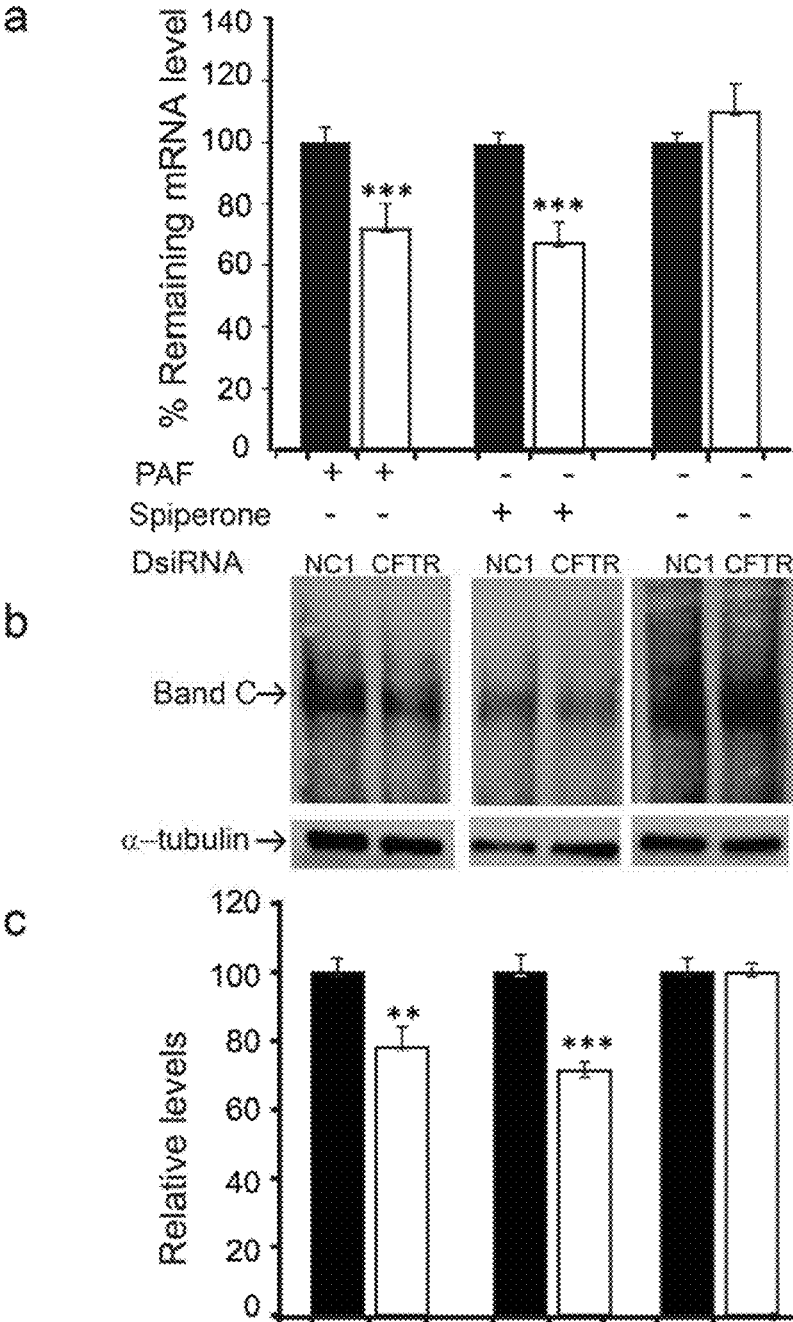 a
% Remaining mRNA level
140
120
100
80
60
40
20
0
*** ***
PAF + + - - - -
Spiperone - - + + - -
DsiRNA NC1 CFTR NC1 CFTR NC1 CFTR
b
Band C→
α-tubulin→
c
Relative levels
120
100
80
60
40
20
0
** ***